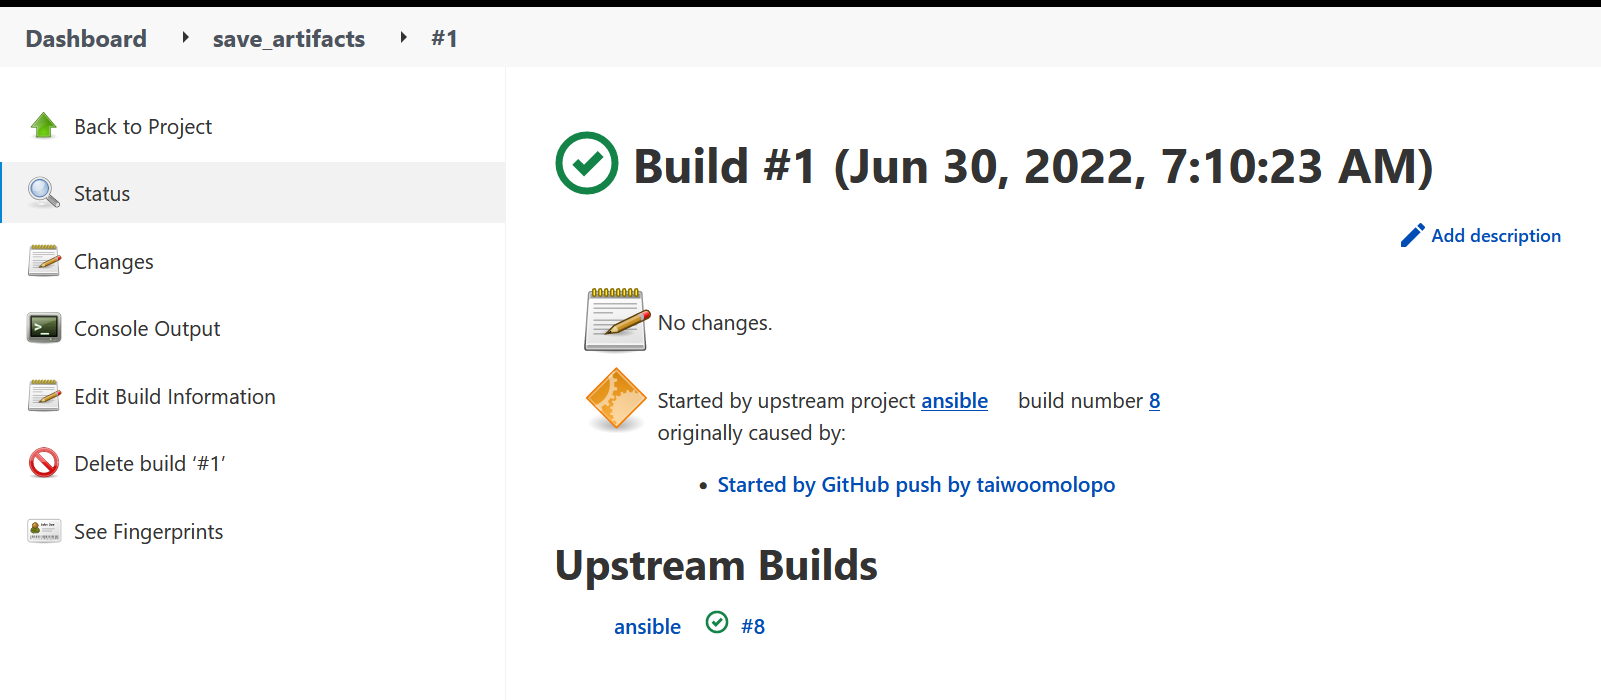 Dashboard save_artifacts #1
Back to Project
Status
Changes
Console Output
Edit Build Information
Delete build ‘#1’
See Fingerprints
Build #1 (Jun 30, 2022, 7:10:23 AM)
Add description
No changes.
Started by upstream project ansible build number 8
originally caused by:
• Started by GitHub push by taiwoomolopo
Upstream Builds
ansible #8